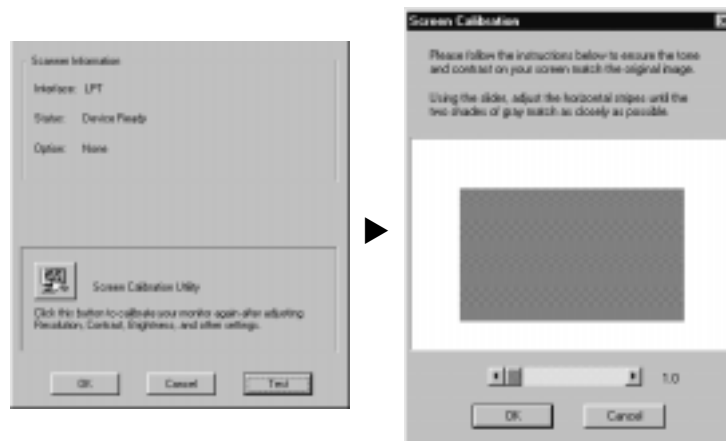 Scanner Information
Interface: LPT
Status: Device Ready
Option: None
Screen Calibration Utility
Click this button to calibrate your monitor again after adjusting
Resolution, Contrast, Brightness, and other settings.
OK
Cancel
Test
Screen Calibration
Please follow the instructions below to ensure the tone
and contrast on your screen match the original image.
Using the slider, adjust the horizontal stripes until the
two shades of gray match as closely as possible.
1.0
OK
Cancel